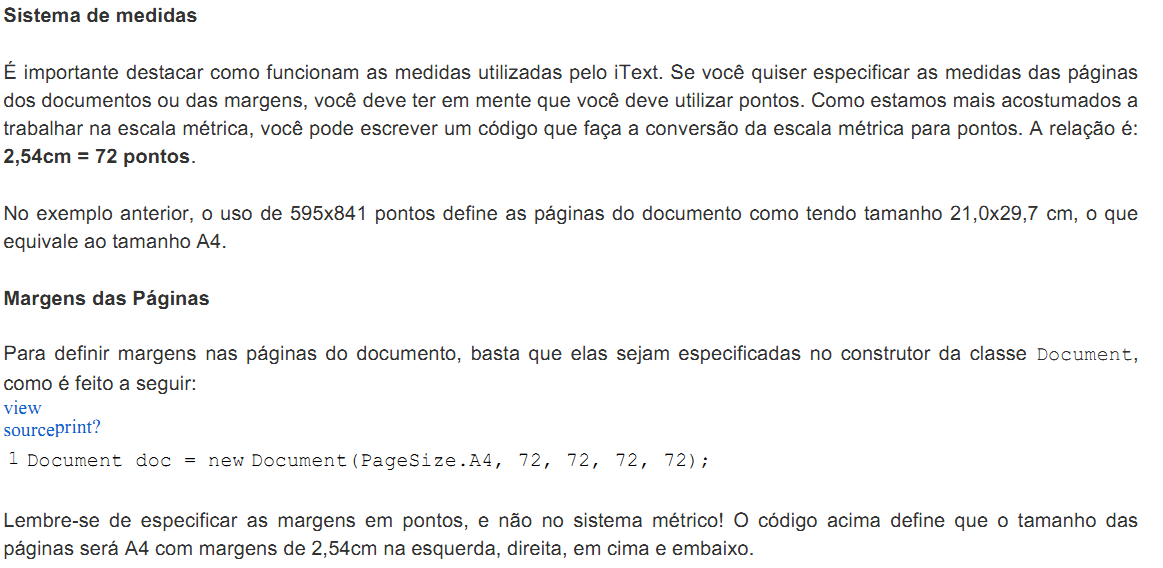 Sistema de medidas
É importante destacar como funcionam as medidas utilizadas pelo iText. Se você quiser especificar as medidas das páginas
dos documentos ou das margens, você deve ter em mente que você deve utilizar pontos. Como estamos mais acostumados a
trabalhar na escala métrica, você pode escrever um código que faça a conversão da escala métrica para pontos. A relação é:
2,54cm = 72 pontos.
No exemplo anterior, o uso de 595x841 pontos define as páginas do documento como tendo tamanho 21,0x29,7 cm, o que
equivale ao tamanho A4.
Margens das Páginas
Para definir margens nas páginas do documento, basta que elas sejam especificadas no construtor da classe Document,
como é feito a seguir:
view
sourceprint?
1 Document doc = new Document(PageSize.A4, 72, 72, 72, 72);
Lembre-se de especificar as margens em pontos, e não no sistema métrico! O código acima define que o tamanho das
páginas será A4 com margens de 2,54cm na esquerda, direita, em cima e embaixo.